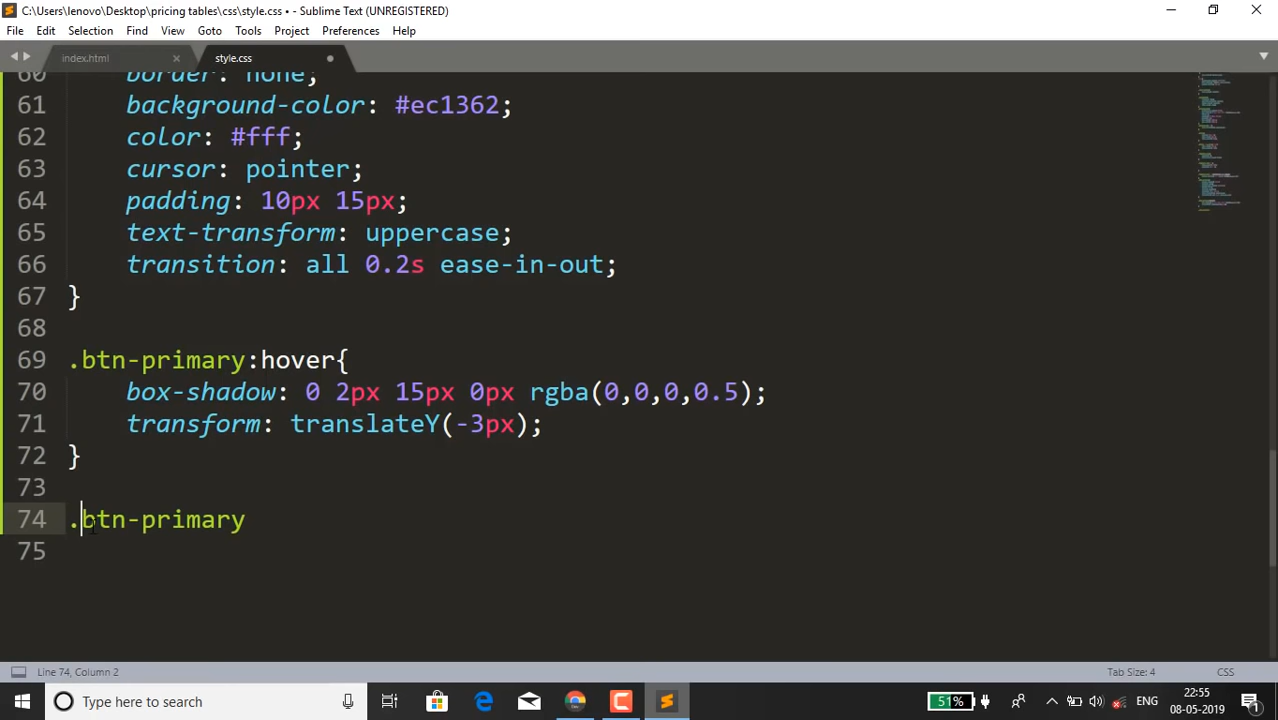 C:\Users\lenovo\Desktop\pricing tables\css\style.css • - Sublime Text (UNREGISTERED)
File Edit Selection Find View Goto Tools Project Preferences Help
index.html style.css
60 border: none;
61 background-color: #ec1362;
62 color: #fff;
63 cursor: pointer;
64 padding: 10px 15px;
65 text-transform: uppercase;
66 transition: all 0.2s ease-in-out;
67 }
68
69 .btn-primary:hover{
70 box-shadow: 0 2px 15px 0px rgba(0,0,0,0.5);
71 transform: translateY(-3px);
72 }
73
74 .btn-primary
75
Line 74, Column 2 Tab Size: 4 CSS
Type here to search 51% ENG 22:55
08-05-2019 1